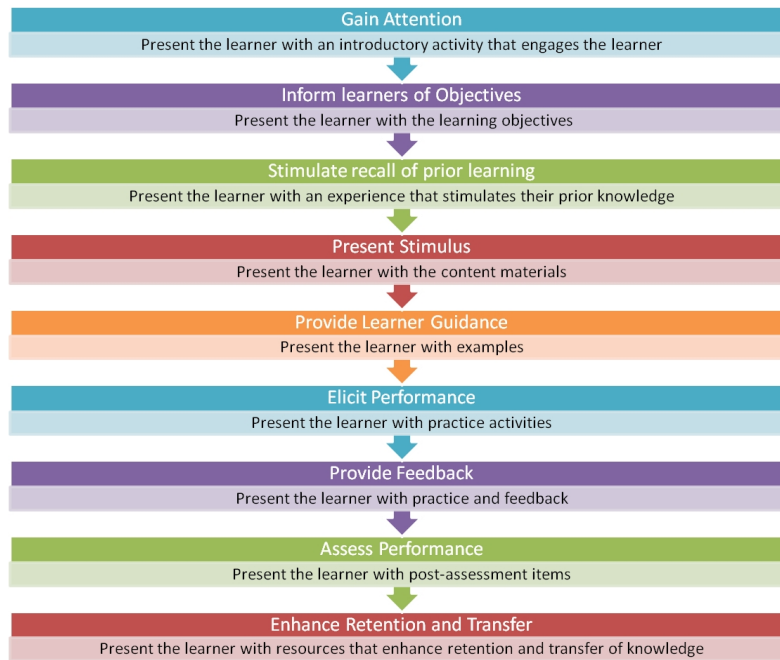 Gain Attention
Present the learner with an introductory activity that engages the learner
Inform learners of Objectives
Present the learner with the learning objectives
Stimulate recall of prior learning
Present the learner with an experience that stimulates their prior knowledge
Present Stimulus
Present the learner with the content materials
Provide Learner Guidance
Present the learner with examples
Elicit Performance
Present the learner with practice activities
Provide Feedback
Present the learner with practice and feedback
Assess Performance
Present the learner with post-assessment items
Enhance Retention and Transfer
Present the learner with resources that enhance retention and transfer of knowledge